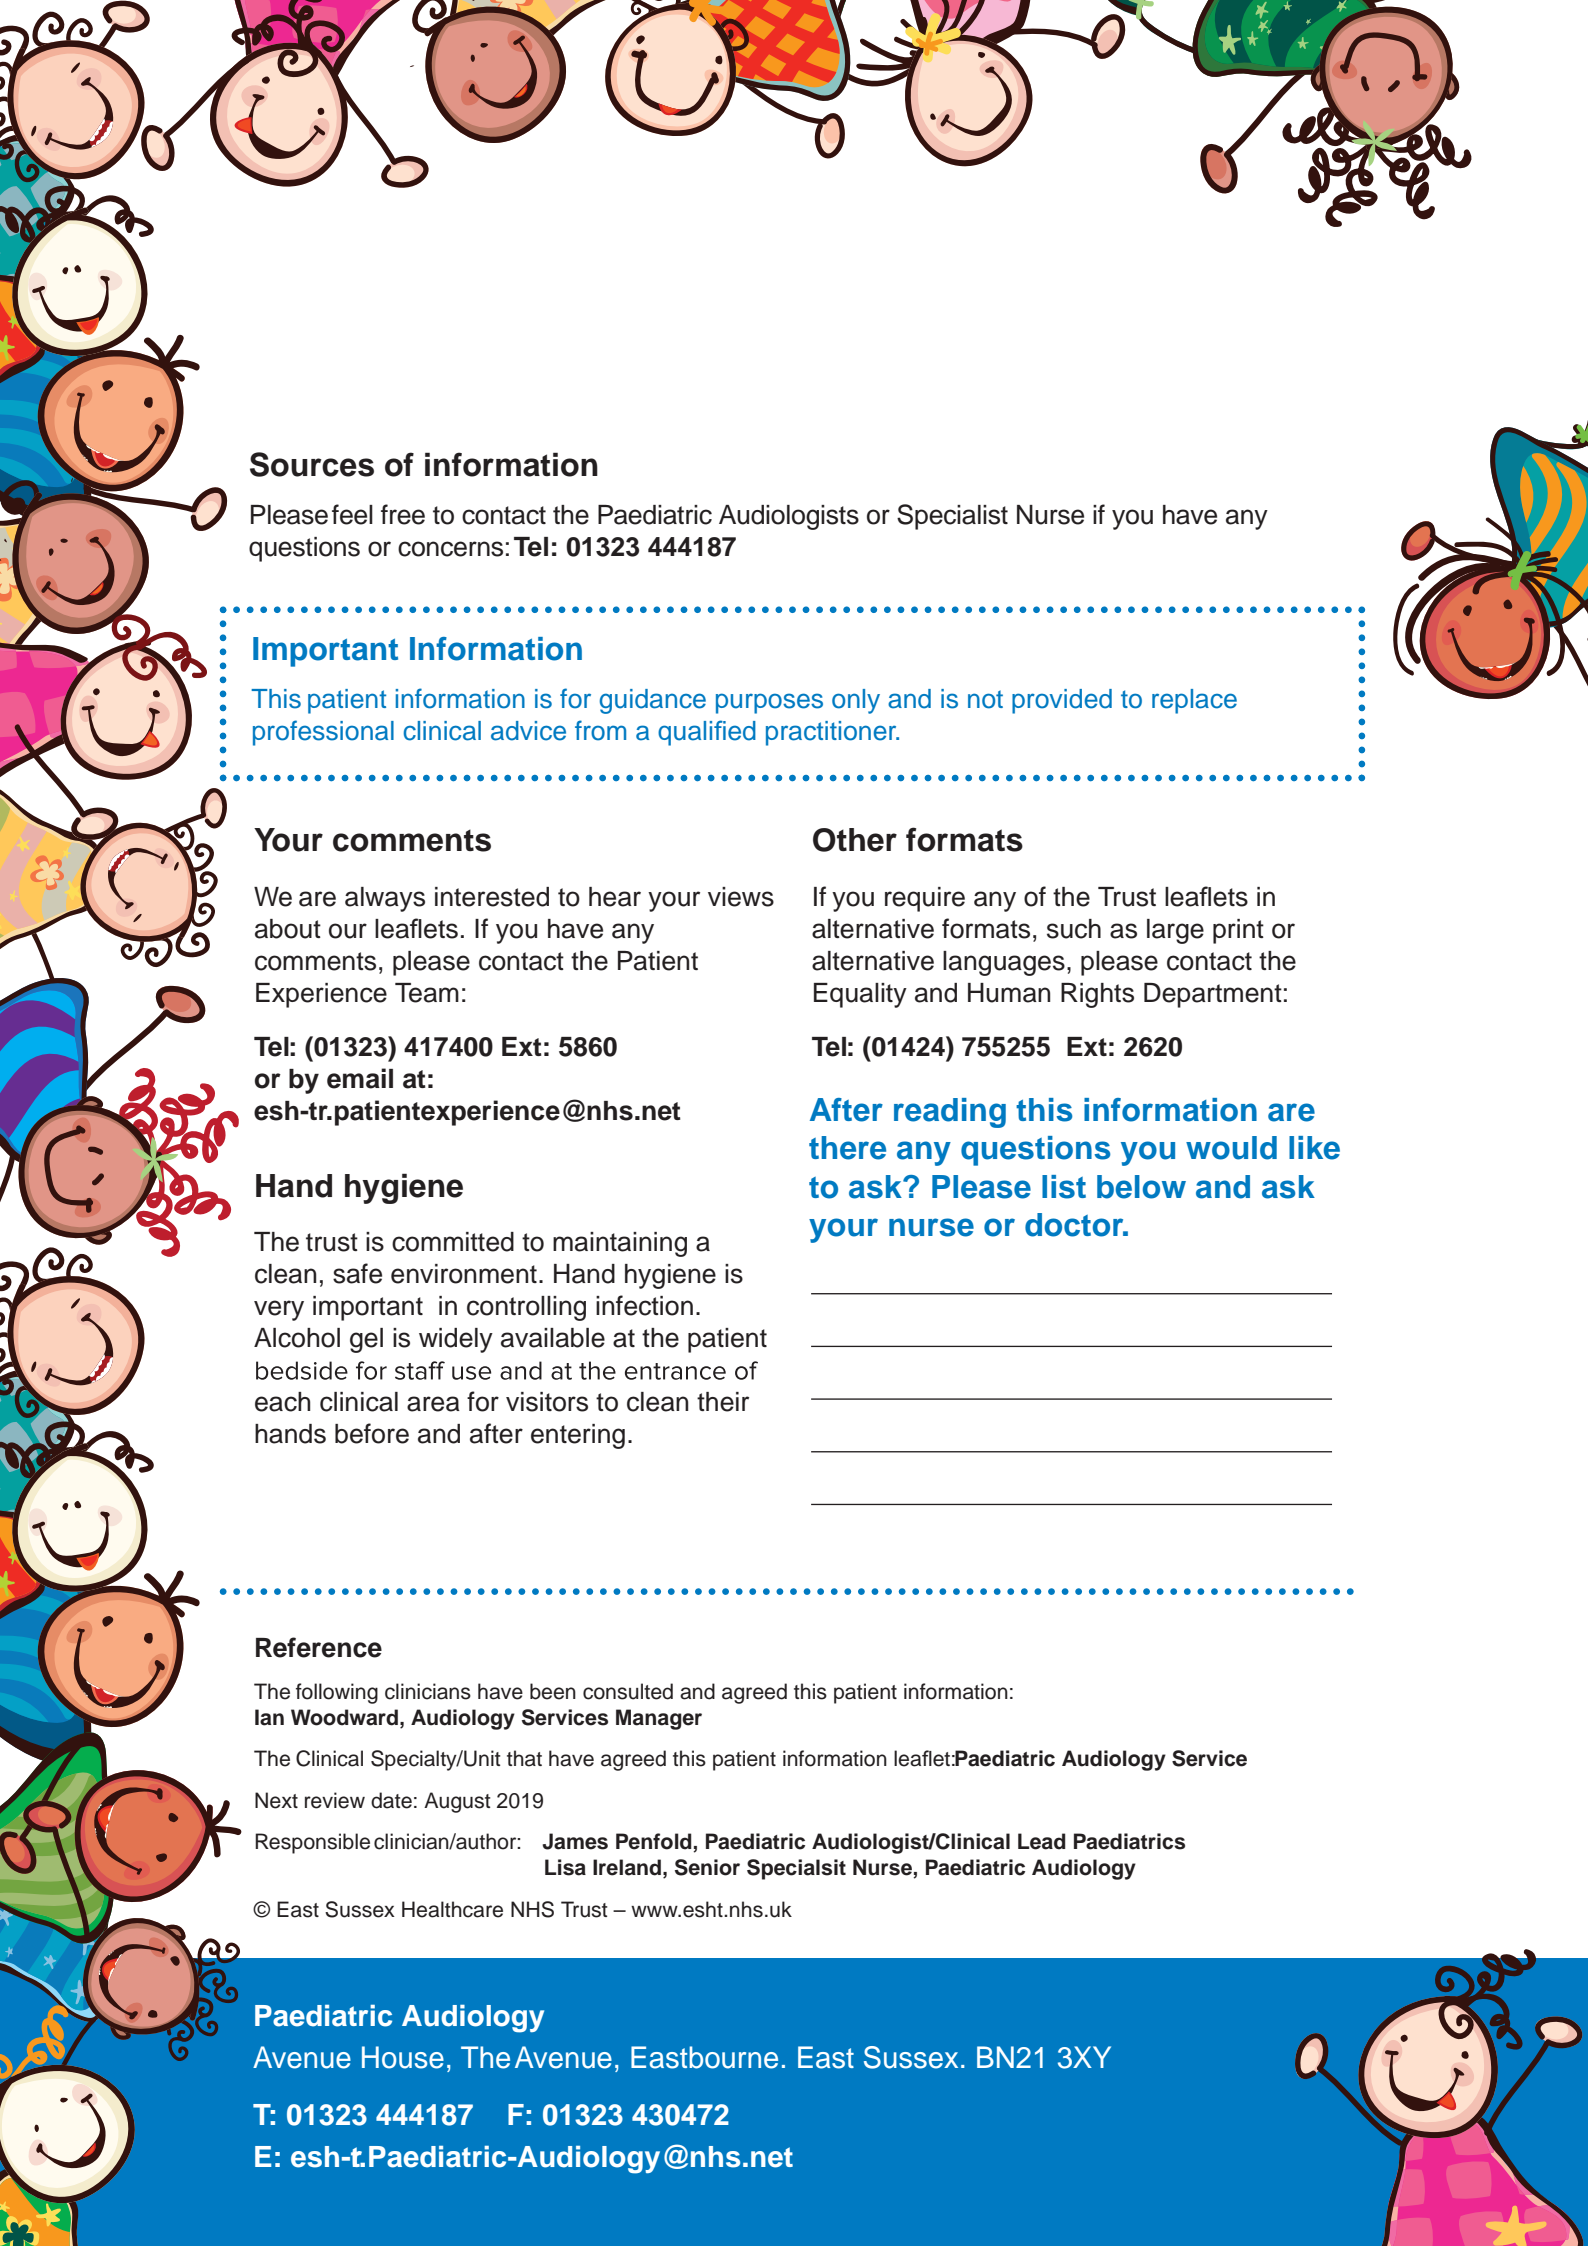 Sources of information
Please feel free to contact the Paediatric Audiologists or Specialist Nurse if you have any
questions or concerns: Tel: 01323 444187
Important Information
This patient information is for guidance purposes only and is not provided to replace
professional clinical advice from a qualified practitioner.
Your comments
We are always interested to hear your views
about our leaflets. If you have any
comments, please contact the Patient
Experience Team:
Tel: (01323) 417400 Ext: 5860
or by email at:
esh-tr.patientexperience@nhs.net
Hand hygiene
The trust is committed to maintaining a
clean, safe environment. Hand hygiene is
very important  in controlling infection.
Alcohol gel is widely available at the patient
bedside for staff use and at the entrance of
each clinical area for visitors to clean their
hands before and after entering.
Other formats
If you require any of the Trust leaflets in
alternative formats, such as large print or
alternative languages, please contact the
Equality and Human Rights Department:
Tel: (01424) 755255  Ext: 2620
After reading this information are
there any questions you would like
to ask? Please list below and ask
your nurse or doctor.
Reference
The following clinicians have been consulted and agreed this patient information:
Ian Woodward, Audiology Services Manager
The Clinical Specialty/Unit that have agreed this patient information leaflet:Paediatric Audiology Service
Next review date: August 2019
Responsible clinician/author: James Penfold, Paediatric Audiologist/Clinical Lead Paediatrics
Lisa Ireland, Senior Specialsit Nurse, Paediatric Audiology
© East Sussex Healthcare NHS Trust – www.esht.nhs.uk
Paediatric Audiology
Avenue House, The Avenue, Eastbourne. East Sussex. BN21 3XY
T: 01323 444187 F: 01323 430472
E: esh-t.Paediatric-Audiology@nhs.net